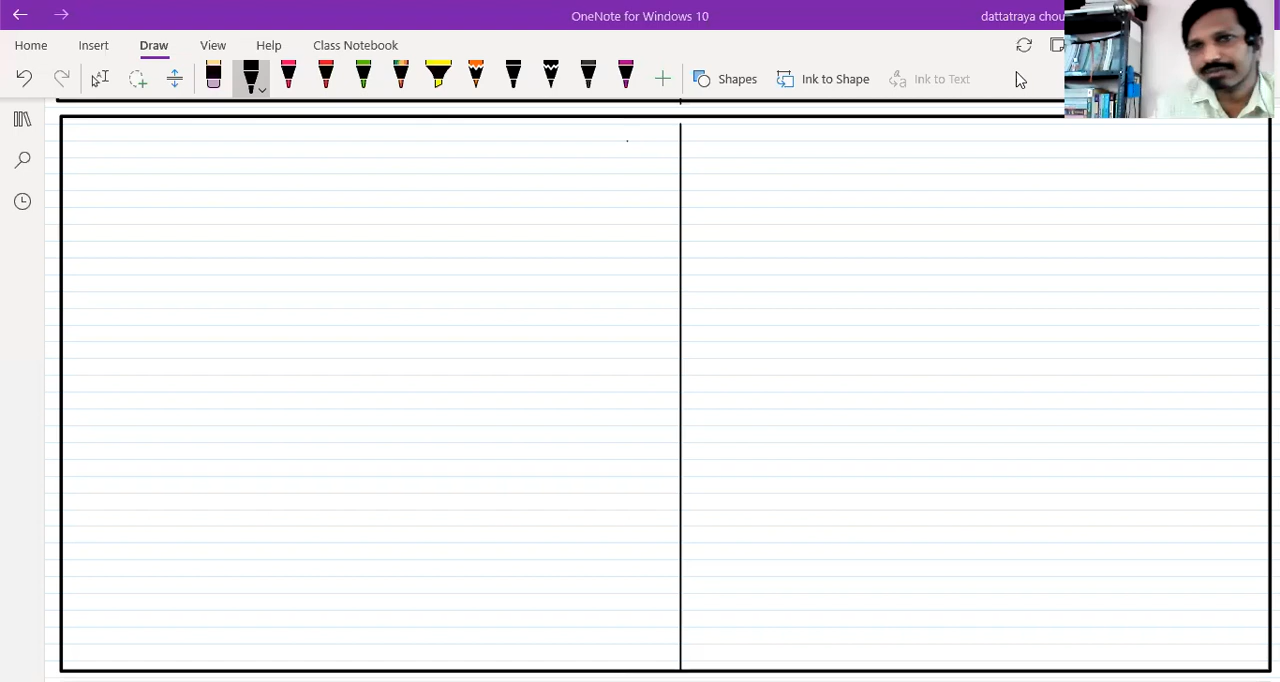 OneNote for Windows 10
dattatraya chou
Home Insert Draw View Help Class Notebook
Shapes Ink to Shape Ink to Text